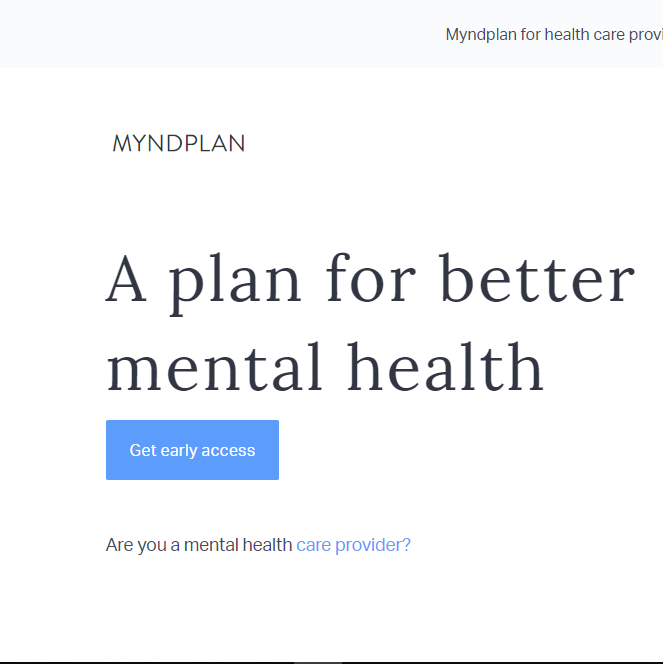 Myndplan for health care
MYNDPLAN
A plan for better
mental health
Get early access
Are you a mental health care provider?